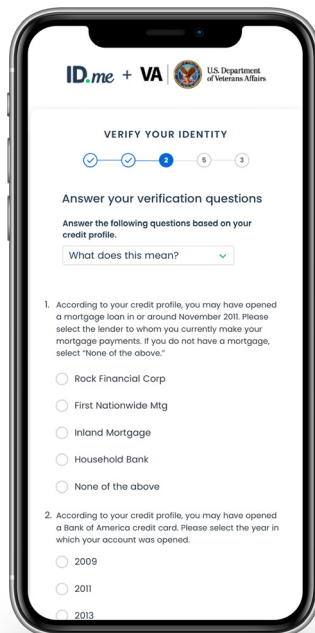 ID.me + VA U.S. Department
of Veterans Affairs
VERIFY YOUR IDENTITY
2 5 3
Answer your verification questions
Answer the following questions based on your
credit profile.
What does this mean?
1. According to your credit profile, you may have opened
a mortgage loan in or around November 2011. Please
select the lender to whom you currently make your
mortgage payments. If you do not have a mortgage,
select “None of the above.”
Rock Financial Corp
First Nationwide Mtg
Inland Mortgage
Household Bank
None of the above
2. According to your credit profile, you may have opened
a Bank of America credit card. Please select the year in
which your account was opened.
2009
2011
2013